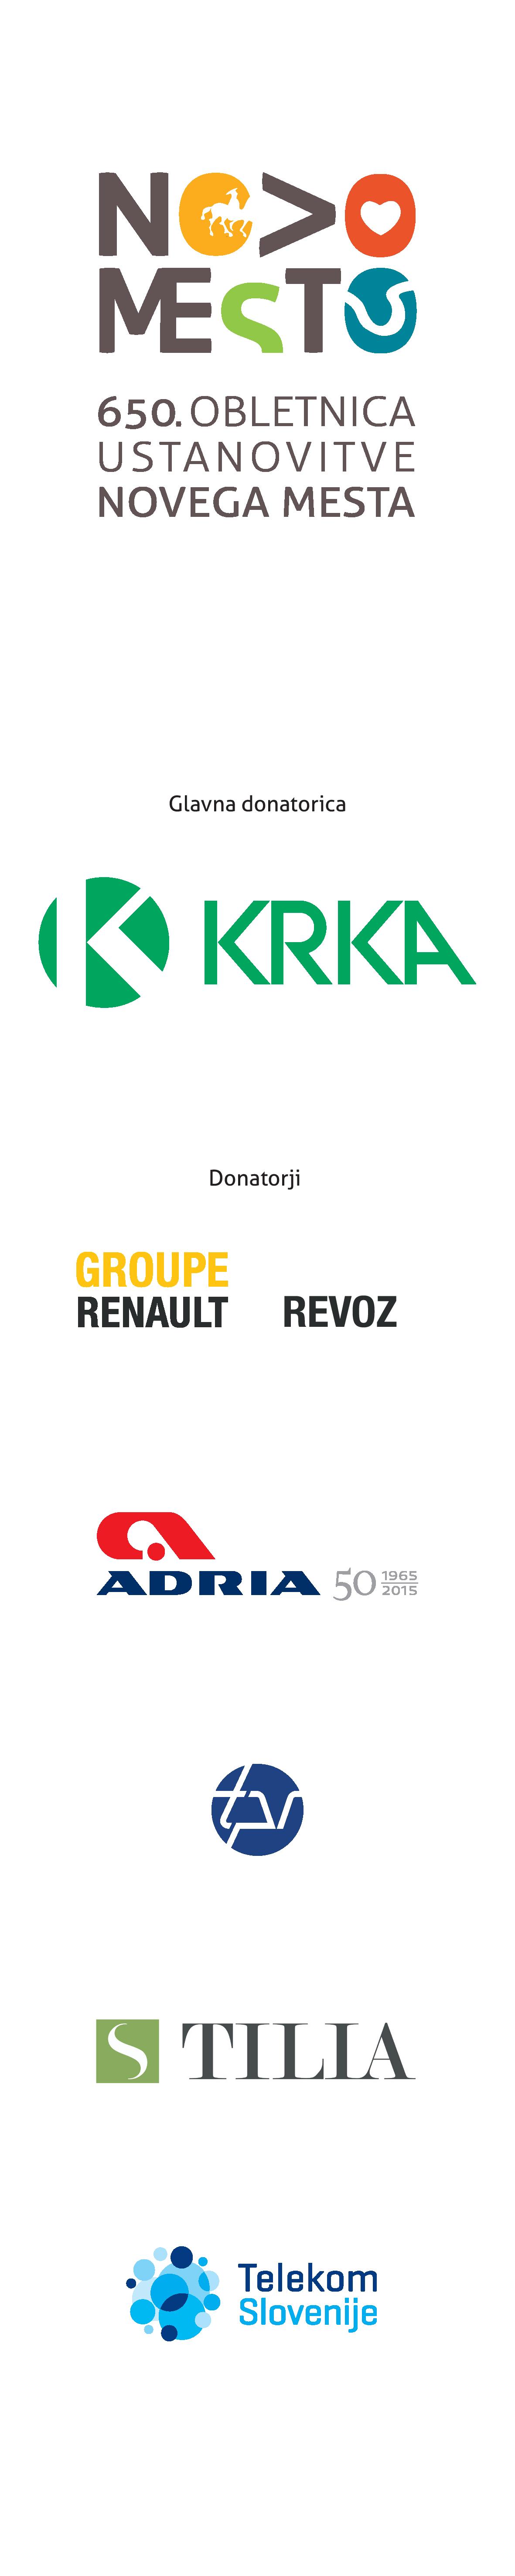 NOVO
MESTO
650. OBLETNICA
USTANOVITVE
NOVEGA MESTA
Glavna donatorica
K KRKA
Donatorji
GROUPE
RENAULT REVOZ
ADRIA 50 1965
2015
tpv
S TILIA
Telekom
Slovenije